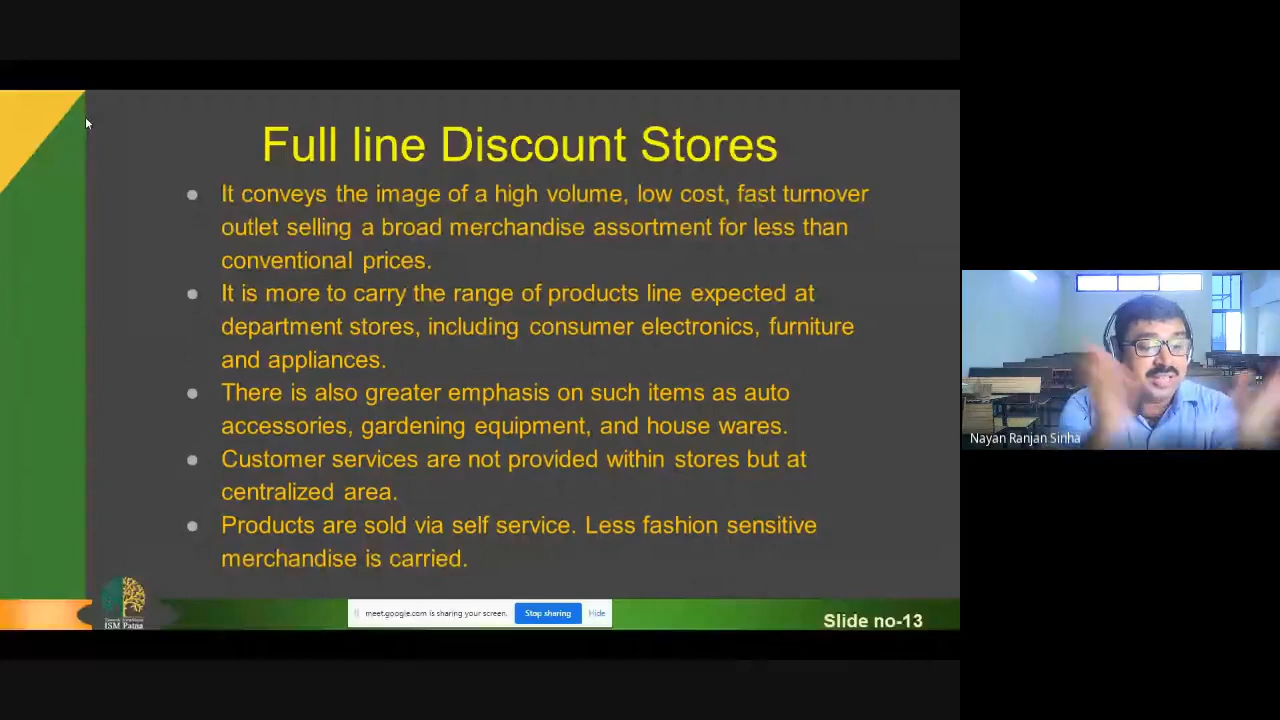 Full line Discount Stores
It conveys the image of a high volume, low cost, fast turnover
outlet selling a broad merchandise assortment for less than
conventional prices.
It is more to carry the range of products line expected at
department stores, including consumer electronics, furniture
and appliances.
There is also greater emphasis on such items as auto
accessories, gardening equipment, and house wares.
Customer services are not provided within stores but at
centralized area.
Products are sold via self service. Less fashion sensitive
merchandise is carried.
ISM Patna
meet.google.com is sharing your screen.
Stop sharing
Hide
Slide no-13
Nayan Ranjan Sinha